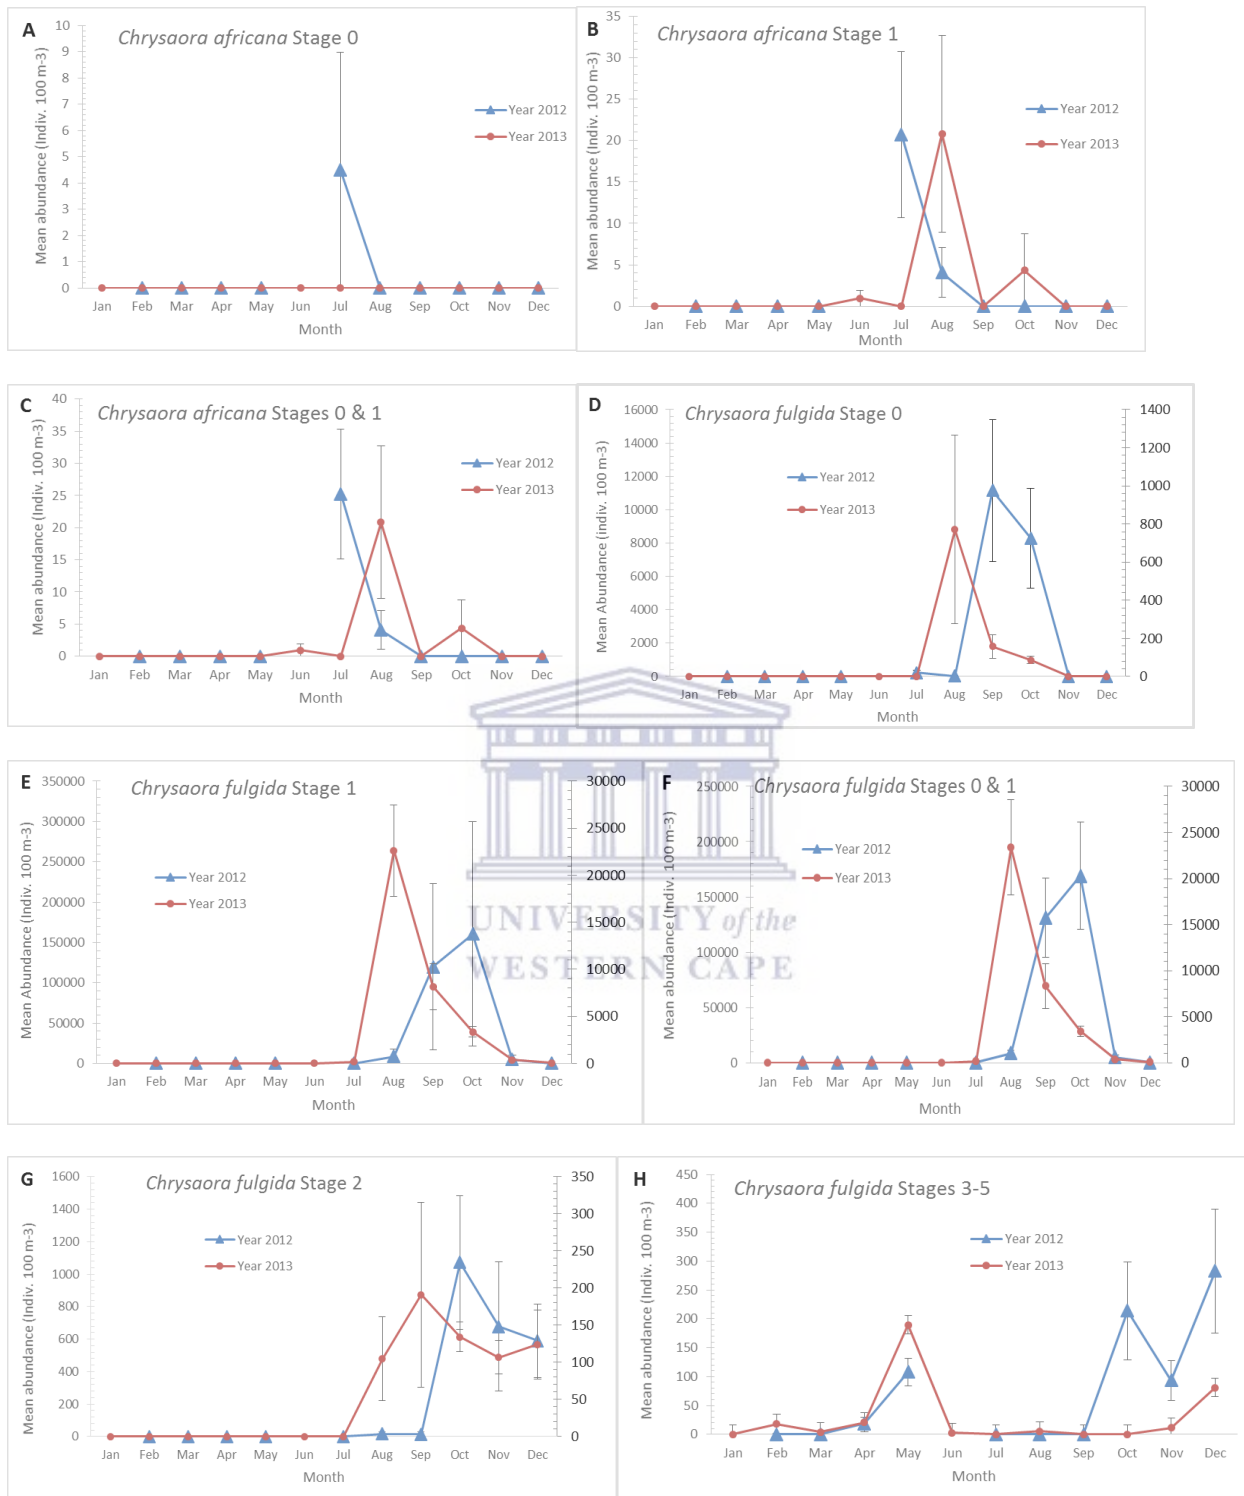 A
Chrysaora africana Stage 0
Mean abundance (Indiv. 100 m-3)
10
9
8
7
6
5
4
3
2
1
0
Year 2012
Year 2013
Jan Feb Mar Apr May Jun Jul Aug Sep Oct Nov Dec
Month
B
Chrysaora africana Stage 1
Mean abundance (Indiv. 100 m-3)
35
30
25
20
15
10
5
0
Year 2012
Year 2013
Jan Feb Mar Apr May Jun Jul Aug Sep Oct Nov Dec
Month
C
Chrysaora africana Stages 0 & 1
Mean abundance (Indiv. 100 m-3)
40
35
30
25
20
15
10
5
0
Year 2012
Year 2013
Jan Feb Mar Apr May Jun Jul Aug Sep Oct Nov Dec
Month
D
Chrysaora fulgida Stage 0
Mean Abundance (indiv. 100 m-3)
16000
14000
12000
10000
8000
6000
4000
2000
0
Year 2012
Year 2013
1400
1200
1000
800
600
400
200
0
Jan Feb Mar Apr May Jun Jul Aug Sep Oct Nov Dec
Month
E
Chrysaora fulgida Stage 1
Mean Abundance (Indiv. 100 m-3)
350000
300000
250000
200000
150000
100000
50000
0
Year 2012
Year 2013
30000
25000
20000
15000
10000
5000
0
Jan Feb Mar Apr May Jun Jul Aug Sep Oct Nov Dec
Month
F
Chrysaora fulgida Stages 0 & 1
Mean abundance (Indiv. 100 m-3)
250000
200000
150000
100000
50000
0
Year 2012
Year 2013
30000
25000
20000
15000
10000
5000
0
Jan Feb Mar Apr May Jun Jul Aug Sep Oct Nov Dec
Month
UNIVERSITY of the
WESTERN CAPE
G
Chrysaora fulgida Stage 2
Mean abundance (Indiv. 100 m-3)
1600
1400
1200
1000
800
600
400
200
0
Year 2012
Year 2013
350
300
250
200
150
100
50
0
Jan Feb Mar Apr May Jun Jul Aug Sep Oct Nov Dec
Month
H
Chrysaora fulgida Stages 3-5
Mean abundance (Indiv. 100 m-3)
450
400
350
300
250
200
150
100
50
0
Year 2012
Year 2013
Jan Feb Mar Apr May Jun Jul Aug Sep Oct Nov Dec
Month